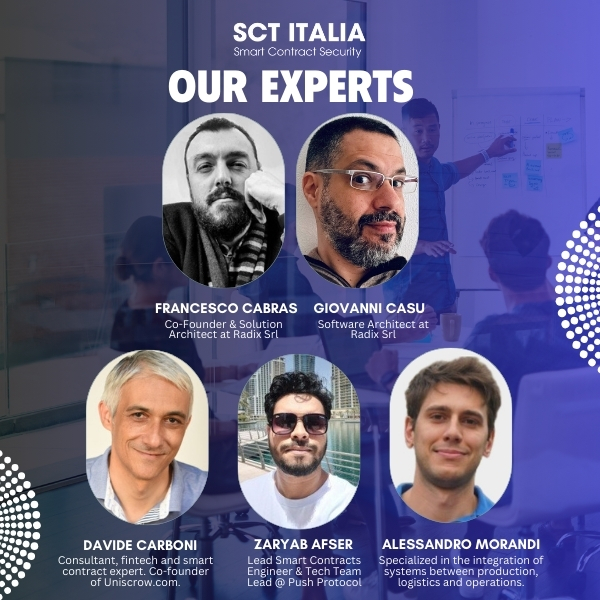 SCT ITALIA
Smart Contract Security
OUR EXPERTS
FRANCESCO CABRAS
Co-Founder & Solution
Architect at Radix Srl
GIOVANNI CASU
Software Architect at
Radix Srl
DAVIDE CARBONI
Consultant, fintech and smart
contract expert. Co-founder
of Uniscrow.com.
ZARYAB AFSER
Lead Smart Contracts
Engineer & Tech Team
Lead @ Push Protocol
ALESSANDRO MORANDI
Specialized in the integration of
systems between production,
logistics and operations.